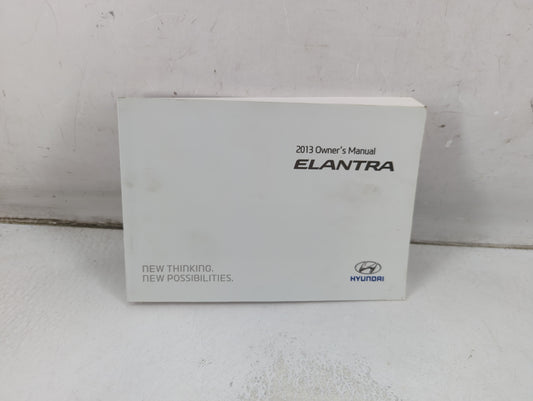 2013 Owner's Manual
ELANTRA
NEW THINKING.
NEW POSSIBILITIES.
HYUNDAI